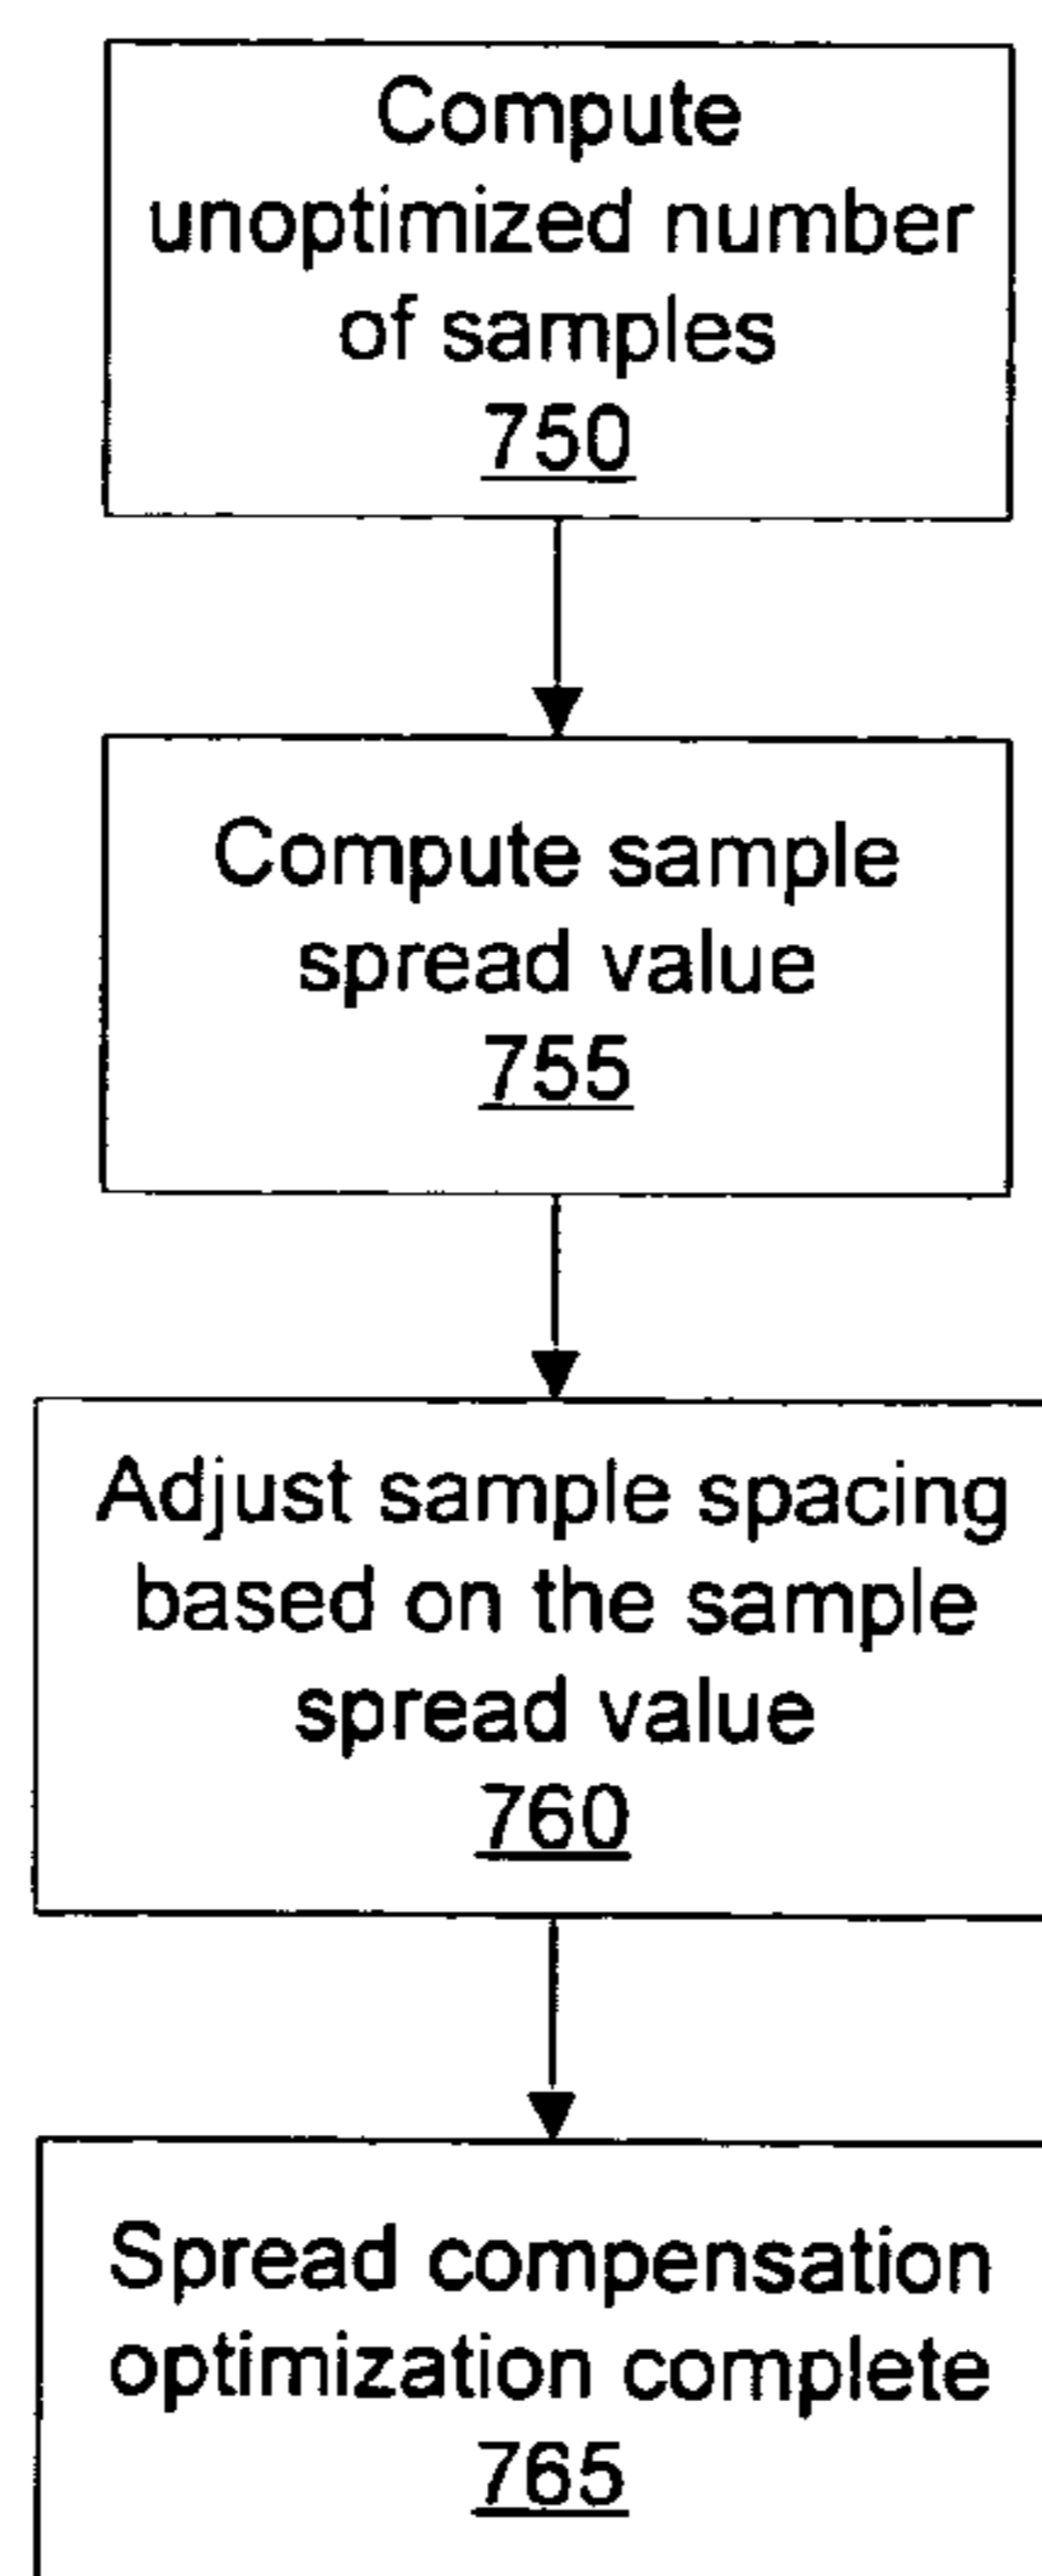 Compute
unoptimized number
of samples
750
Compute sample
spread value
755
Adjust sample spacing
based on the sample
spread value
760
Spread compensation
optimization complete
765